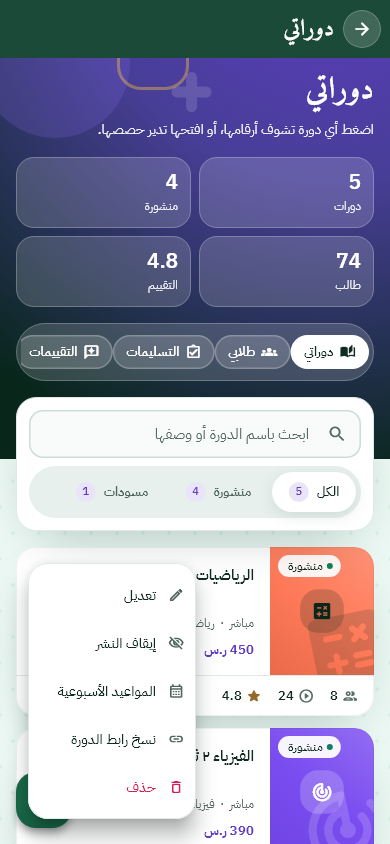 دوراتي
دوراتي
اضغط أي دورة تشوف أرقامها، أو افتحها تدير حصصها.
5
دورات
4
منشورة
74
طالب
4.8
التقييم
دوراتي
طلابي
التسليمات
التقييمات
ابحث باسم الدورة أو وصفها
الكل 5
منشورة 4
مسودات 1
منشورة
الرياضيات
مباشر ·
450 ر.س
8
24
4.8
تعديل
إيقاف النشر
المواعيد الأسبوعية
نسخ رابط الدورة
حذف
منشورة
الفيزياء ٢
مباشر ·
390 ر.س